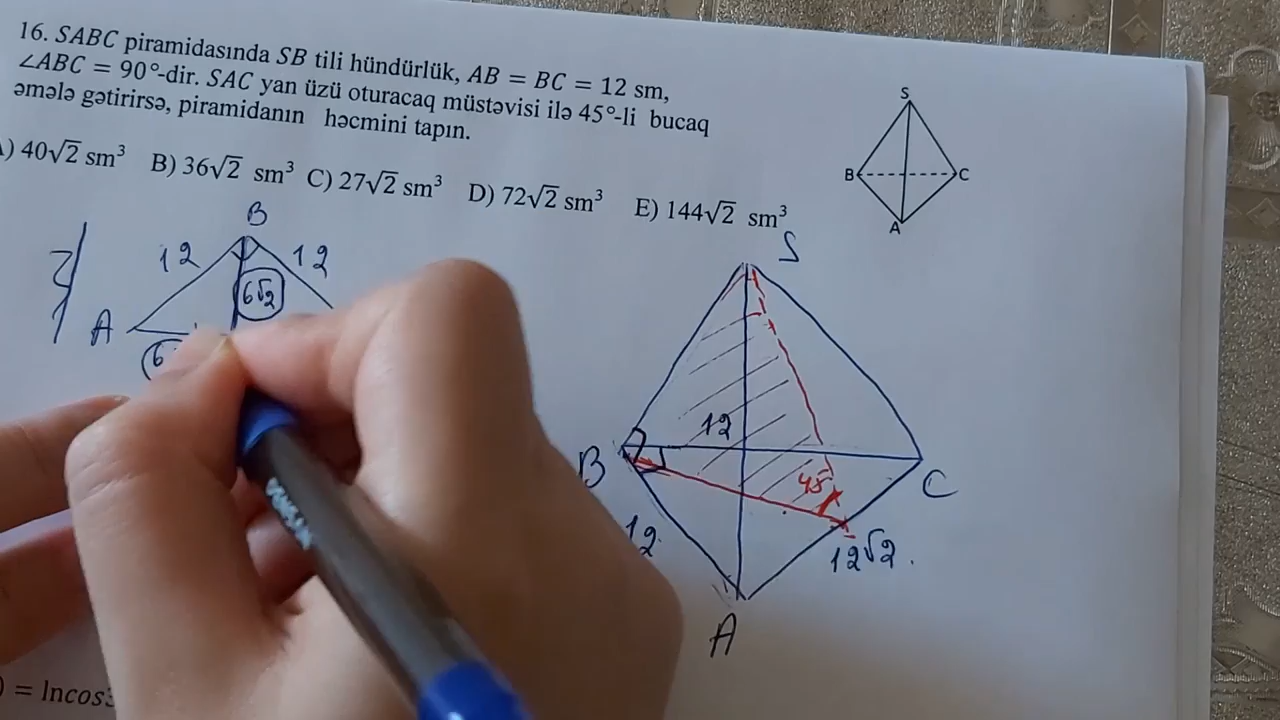 16. SABC piramidasında SB tili hündürlük, AB = BC = 12 sm,
∠ABC = 90°-dir. SAC yan üzü oturacaq müstəvisi ilə 45°-li bucaq
əmələ gətirirsə, piramidanın həcmini tapın.
) 40√2 sm³ B) 36√2 sm³ C) 27√2 sm³ D) 72√2 sm³ E) 144√2 sm³
S
B
C
A
B
12
12
6√2
A
6
S
12
B
45°
C
12
12√2.
A
) = lncos3